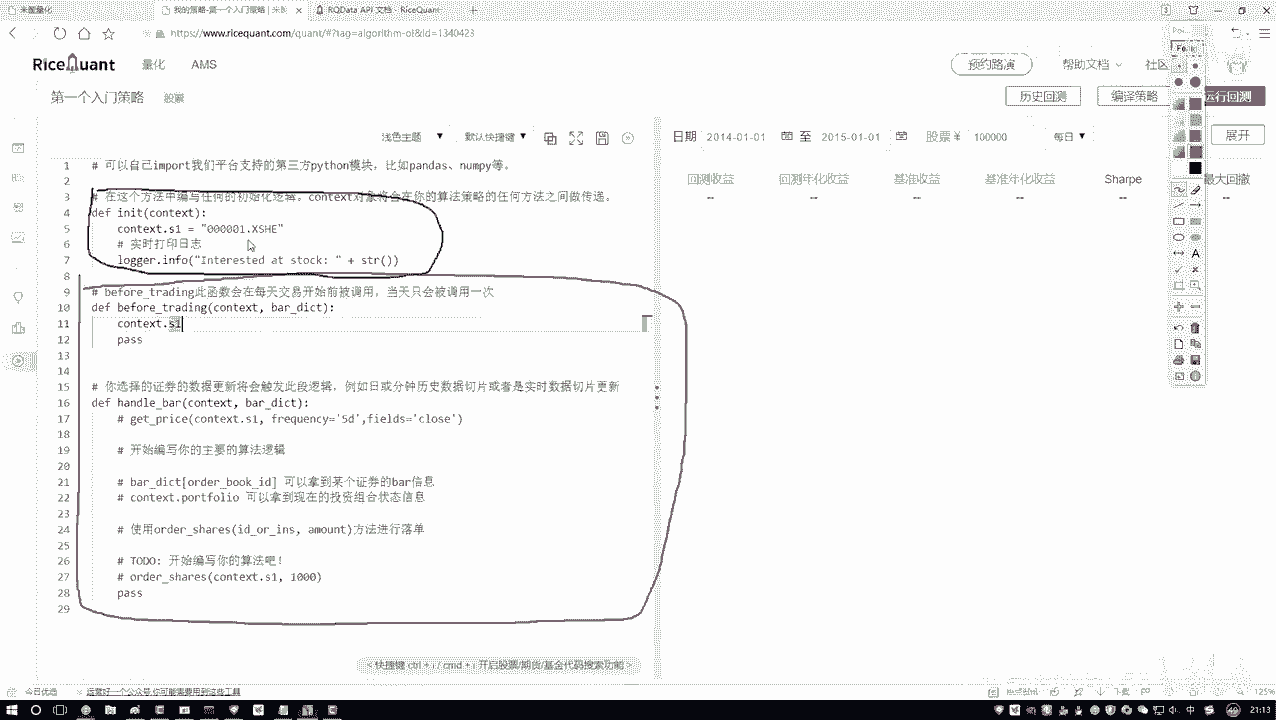 米筐量化
我的策略-第一个入门策略 | 米筐
RQData API 文档 - RiceQuant
https://www.ricequant.com/quant/#?tag=algorithm-ol&id=1340423
RiceQuant 量化 AMS 预约路演 帮助文档 社区
第一个入门策略 股票 历史回测 编译策略 运行回测
浅色主题 默认快捷键 日期 2014-01-01 至 2015-01-01 股票 ¥ 100000 每日 展开
回测收益 回测年化收益 基准收益 基准年化收益 Sharpe 最大回撤
-- -- -- -- -- --
1 # 可以自己import我们平台支持的第三方python模块，比如pandas、numpy等。
2
3 # 在这个方法中编写任何的初始化逻辑。context对象将会在你的算法策略的任何方法之间做传递。
4 def init(context):
5 context.s1 = "000001.XSHE"
6 # 实时打印日志
7 logger.info("Interested at stock: " + str())
8
9 # before_trading此函数会在每天交易开始前被调用，当天只会被调用一次
10 def before_trading(context, bar_dict):
11 context.s1
12 pass
13
14
15 # 你选择的证券的数据更新将会触发此段逻辑，例如日或分钟历史数据切片或者是实时数据切片更新
16 def handle_bar(context, bar_dict):
17 # get_price(context.s1, frequency='5d',fields='close')
18
19 # 开始编写你的主要的算法逻辑
20
21 # bar_dict[order_book_id] 可以拿到某个证券的bar信息
22 # context.portfolio 可以拿到现在的投资组合状态信息
23
24 # 使用order_shares(id_or_ins, amount)方法进行落单
25
26 # TODO: 开始编写你的算法吧！
27 # order_shares(context.s1, 1000)
28 pass
29
快捷键 ctrl + i / cmd + i 开启股票/期货/基金代码搜索功能
今日优选 运营好一个公众号,你可能需要用到这些工具 下载 125%
中 21:13